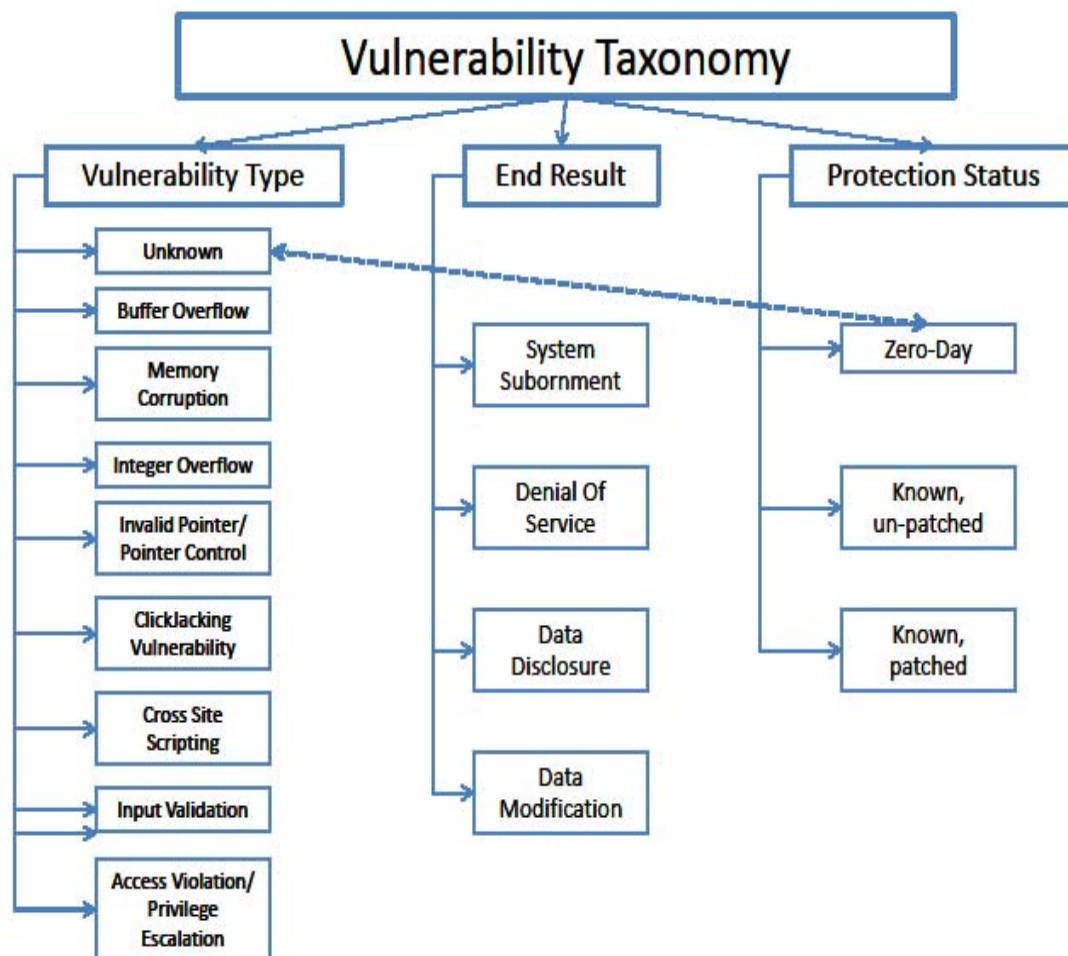 Vulnerability Taxonomy
Vulnerability Type
Unknown
Buffer Overflow
Memory
Corruption
Integer Overflow
Invalid Pointer/
Pointer Control
ClickJacking
Vulnerability
Cross Site
Scripting
Input Validation
Access Violation/
Privilege
Escalation
End Result
System
Subornment
Denial Of
Service
Data
Disclosure
Data
Modification
Protection Status
Zero-Day
Known,
un-patched
Known,
patched